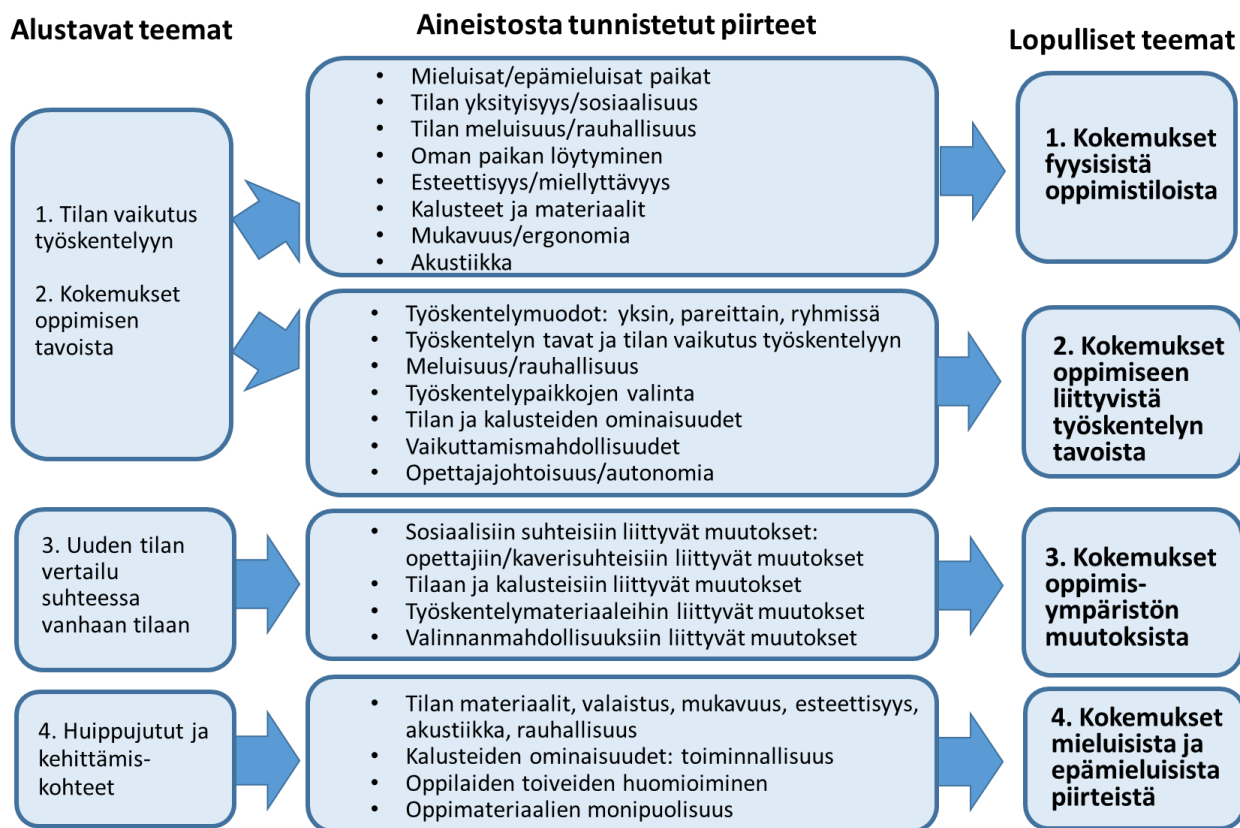 Alustavat teemat
Aineistosta tunnistetut piirteet
Lopulliset teemat
1. Tilan vaikutus
työskentelyyn
2. Kokemukset
oppimisen
tavoista
• Mieluisat/epämieluisat paikat
• Tilan yksityisyys/sosiaalisuus
• Tilan meluisuus/rauhallisuus
• Oman paikan löytyminen
• Esteettisyys/miellyttävyys
• Kalusteet ja materiaalit
• Mukavuus/ergonomia
• Akustiikka
1. Kokemukset
fyysisistä
oppimistiloista
• Työskentelymuodot: yksin, pareittain, ryhmissä
• Työskentelyn tavat ja tilan vaikutus työskentelyyn
• Meluisuus/rauhallisuus
• Työskentelypaikkojen valinta
• Tilan ja kalusteiden ominaisuudet
• Vaikuttamismahdollisuudet
• Opettajajohtoisuus/autonomia
2. Kokemukset
oppimiseen
liittyvistä
työskentelyn
tavoista
3. Uuden tilan
vertailu
suhteessa
vanhaan tilaan
• Sosiaalisiin suhteisiin liittyvät muutokset:
opettajiin/kaverisuhteisiin liittyvät muutokset
• Tilaan ja kalusteisiin liittyvät muutokset
• Työskentelymateriaaleihin liittyvät muutokset
• Valinnanmahdollisuuksiin liittyvät muutokset
3. Kokemukset
oppimis-
ympäristön
muutoksista
4. Huippujutut ja
kehittämis-
kohteet
• Tilan materiaalit, valaistus, mukavuus, esteettisyys,
akustiikka, rauhallisuus
• Kalusteiden ominaisuudet: toiminnallisuus
• Oppilaiden toiveiden huomioiminen
• Oppimateriaalien monipuolisuus
4. Kokemukset
mieluisista ja
epämieluisista
piirteistä